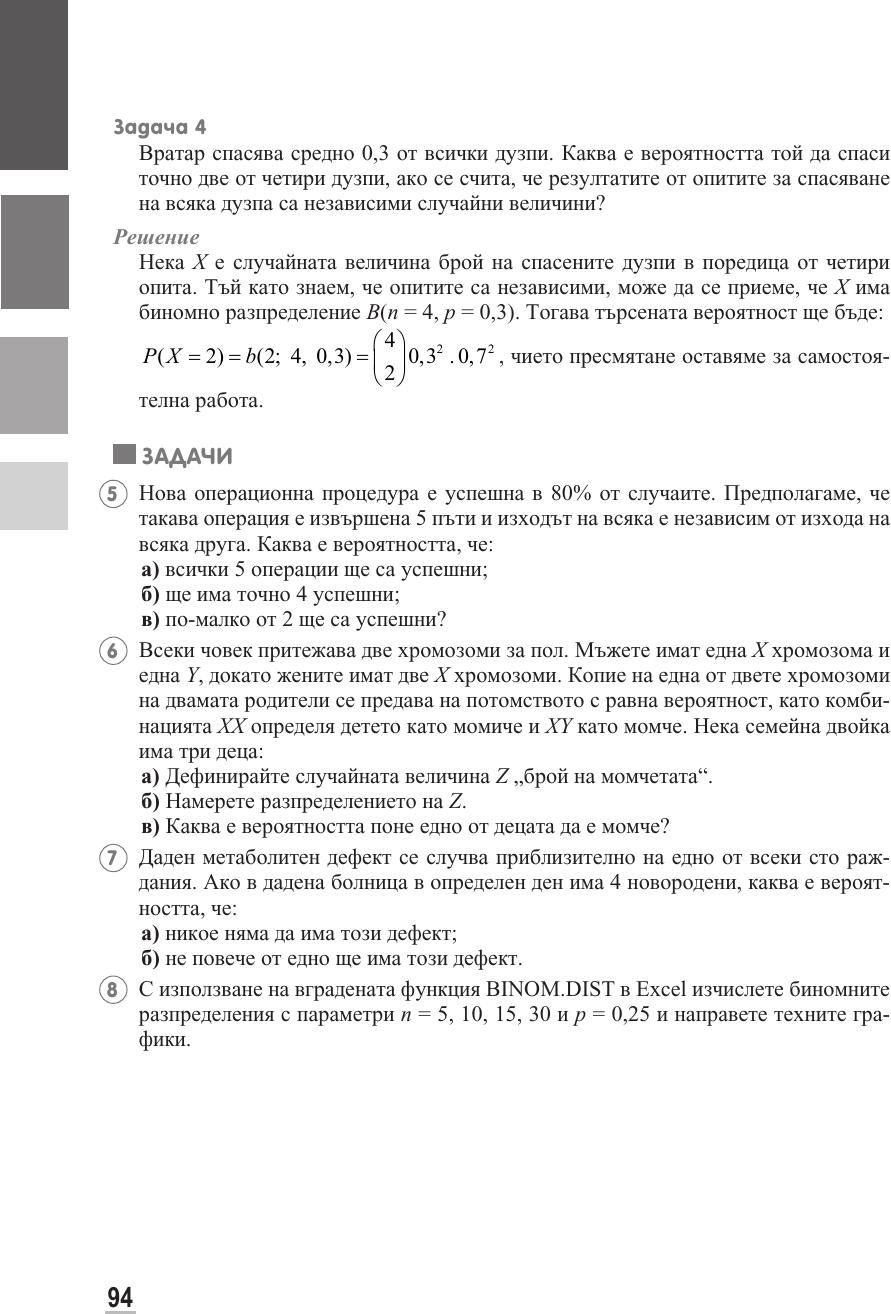 Задача 4
Вратар спасява средно 0,3 от всички дузпи. Каква е вероятността той да спаси
точно две от четири дузпи, ако се счита, че резултатите от опитите за спасяване
на всяка дузпа са независими случайни величини?
Решение
Нека X е случайната величина брой на спасените дузпи в поредица от четири
опита. Тъй като знаем, че опитите са независими, може да се приеме, че X има
биномно разпределение B(n = 4, p = 0,3). Тогава търсената вероятност ще бъде:
P(X = 2) = b(2; 4, 0,3) = (4 2) 0,3² . 0,7² , чието пресмятане оставяме за самостоя-
телна работа.
ЗАДАЧИ
5 Нова операционна процедура е успешна в 80% от случаите. Предполагаме, че
такава операция е извършена 5 пъти и изходът на всяка е независим от изхода на
всяка друга. Каква е вероятността, че:
а) всички 5 операции ще са успешни;
б) ще има точно 4 успешни;
в) по-малко от 2 ще са успешни?
6 Всеки човек притежава две хромозоми за пол. Мъжете имат една X хромозома и
една Y, докато жените имат две X хромозоми. Копие на една от двете хромозоми
на двамата родители се предава на потомството с равна вероятност, като комби-
нацията XX определя детето като момиче и XY като момче. Нека семейна двойка
има три деца:
а) Дефинирайте случайната величина Z „брой на момчетата“.
б) Намерете разпределението на Z.
в) Каква е вероятността поне едно от децата да е момче?
7 Даден метаболитен дефект се случва приблизително на едно от всеки сто раж-
дания. Ако в дадена болница в определен ден има 4 новородени, каква е вероят-
ността, че:
а) никое няма да има този дефект;
б) не повече от едно ще има този дефект.
8 С използване на вградената функция BINOM.DIST в Excel изчислете биномните
разпределения с параметри n = 5, 10, 15, 30 и p = 0,25 и направете техните гра-
фики.
94